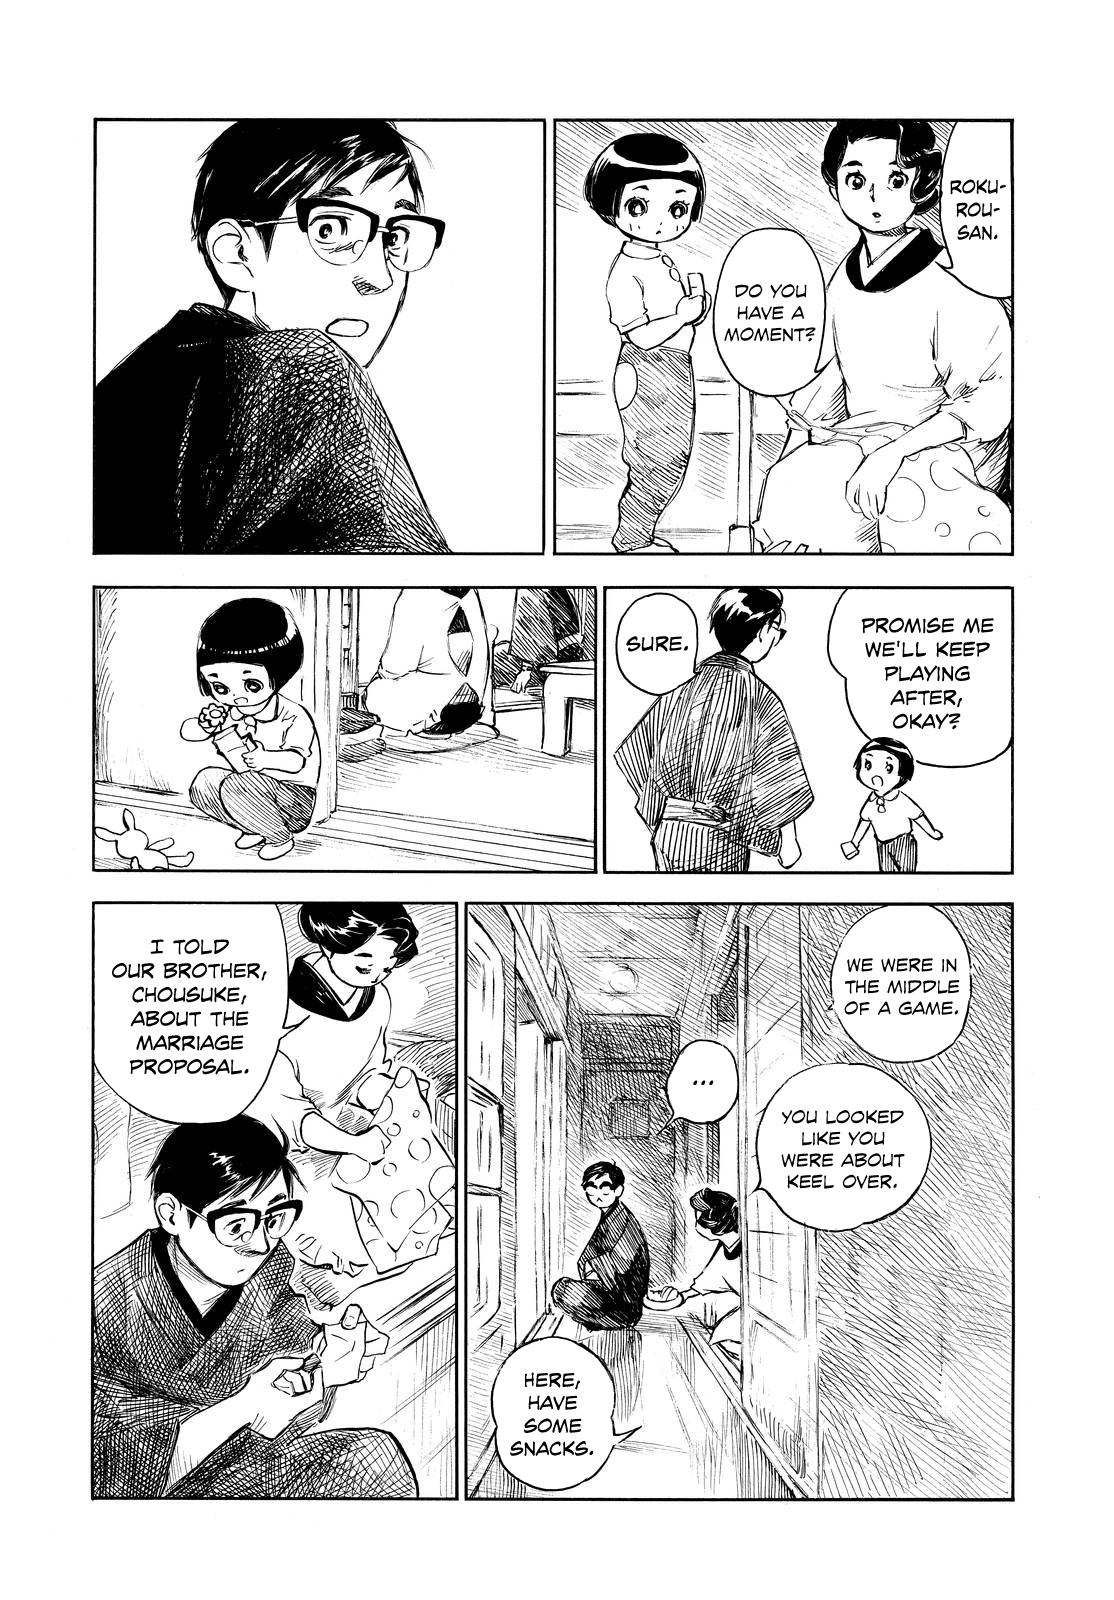 ROKU-
ROU-
SAN.
DO YOU
HAVE A
MOMENT?
PROMISE ME
WE'LL KEEP
PLAYING
AFTER,
OKAY?
SURE.
WE WERE IN
THE MIDDLE
OF A GAME.
YOU LOOKED
LIKE YOU
WERE ABOUT
KEEL OVER.
...
HERE,
HAVE
SOME
SNACKS.
I TOLD
OUR BROTHER,
CHOUSUKE,
ABOUT THE
MARRIAGE
PROPOSAL.